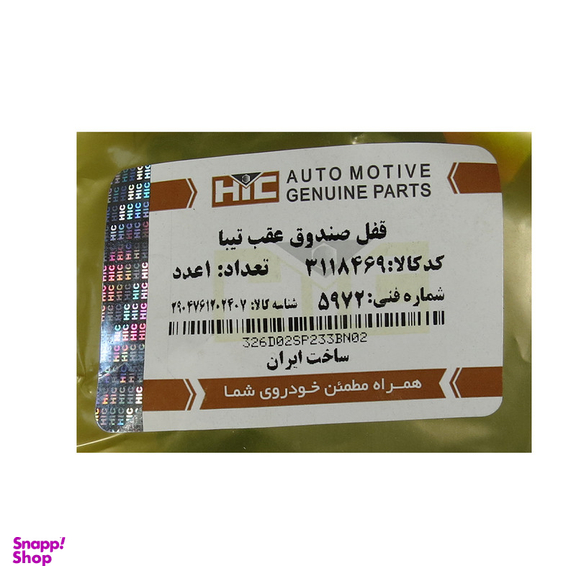 HIC AUTO MOTIVE
GENUINE PARTS
قفل صندوق عقب تیبا
کدکالا:۳۱۱۸۴۶۹ تعداد: ۱عدد
شماره فنی: ۵۹۷۲ شناسه کالا: ۲۹۰۴۷۶۱۲۰۲۴۰۷
326D02SP233BN02
ساخت ایران
همراه مطمئن خودروی شما
Snapp!
Shop